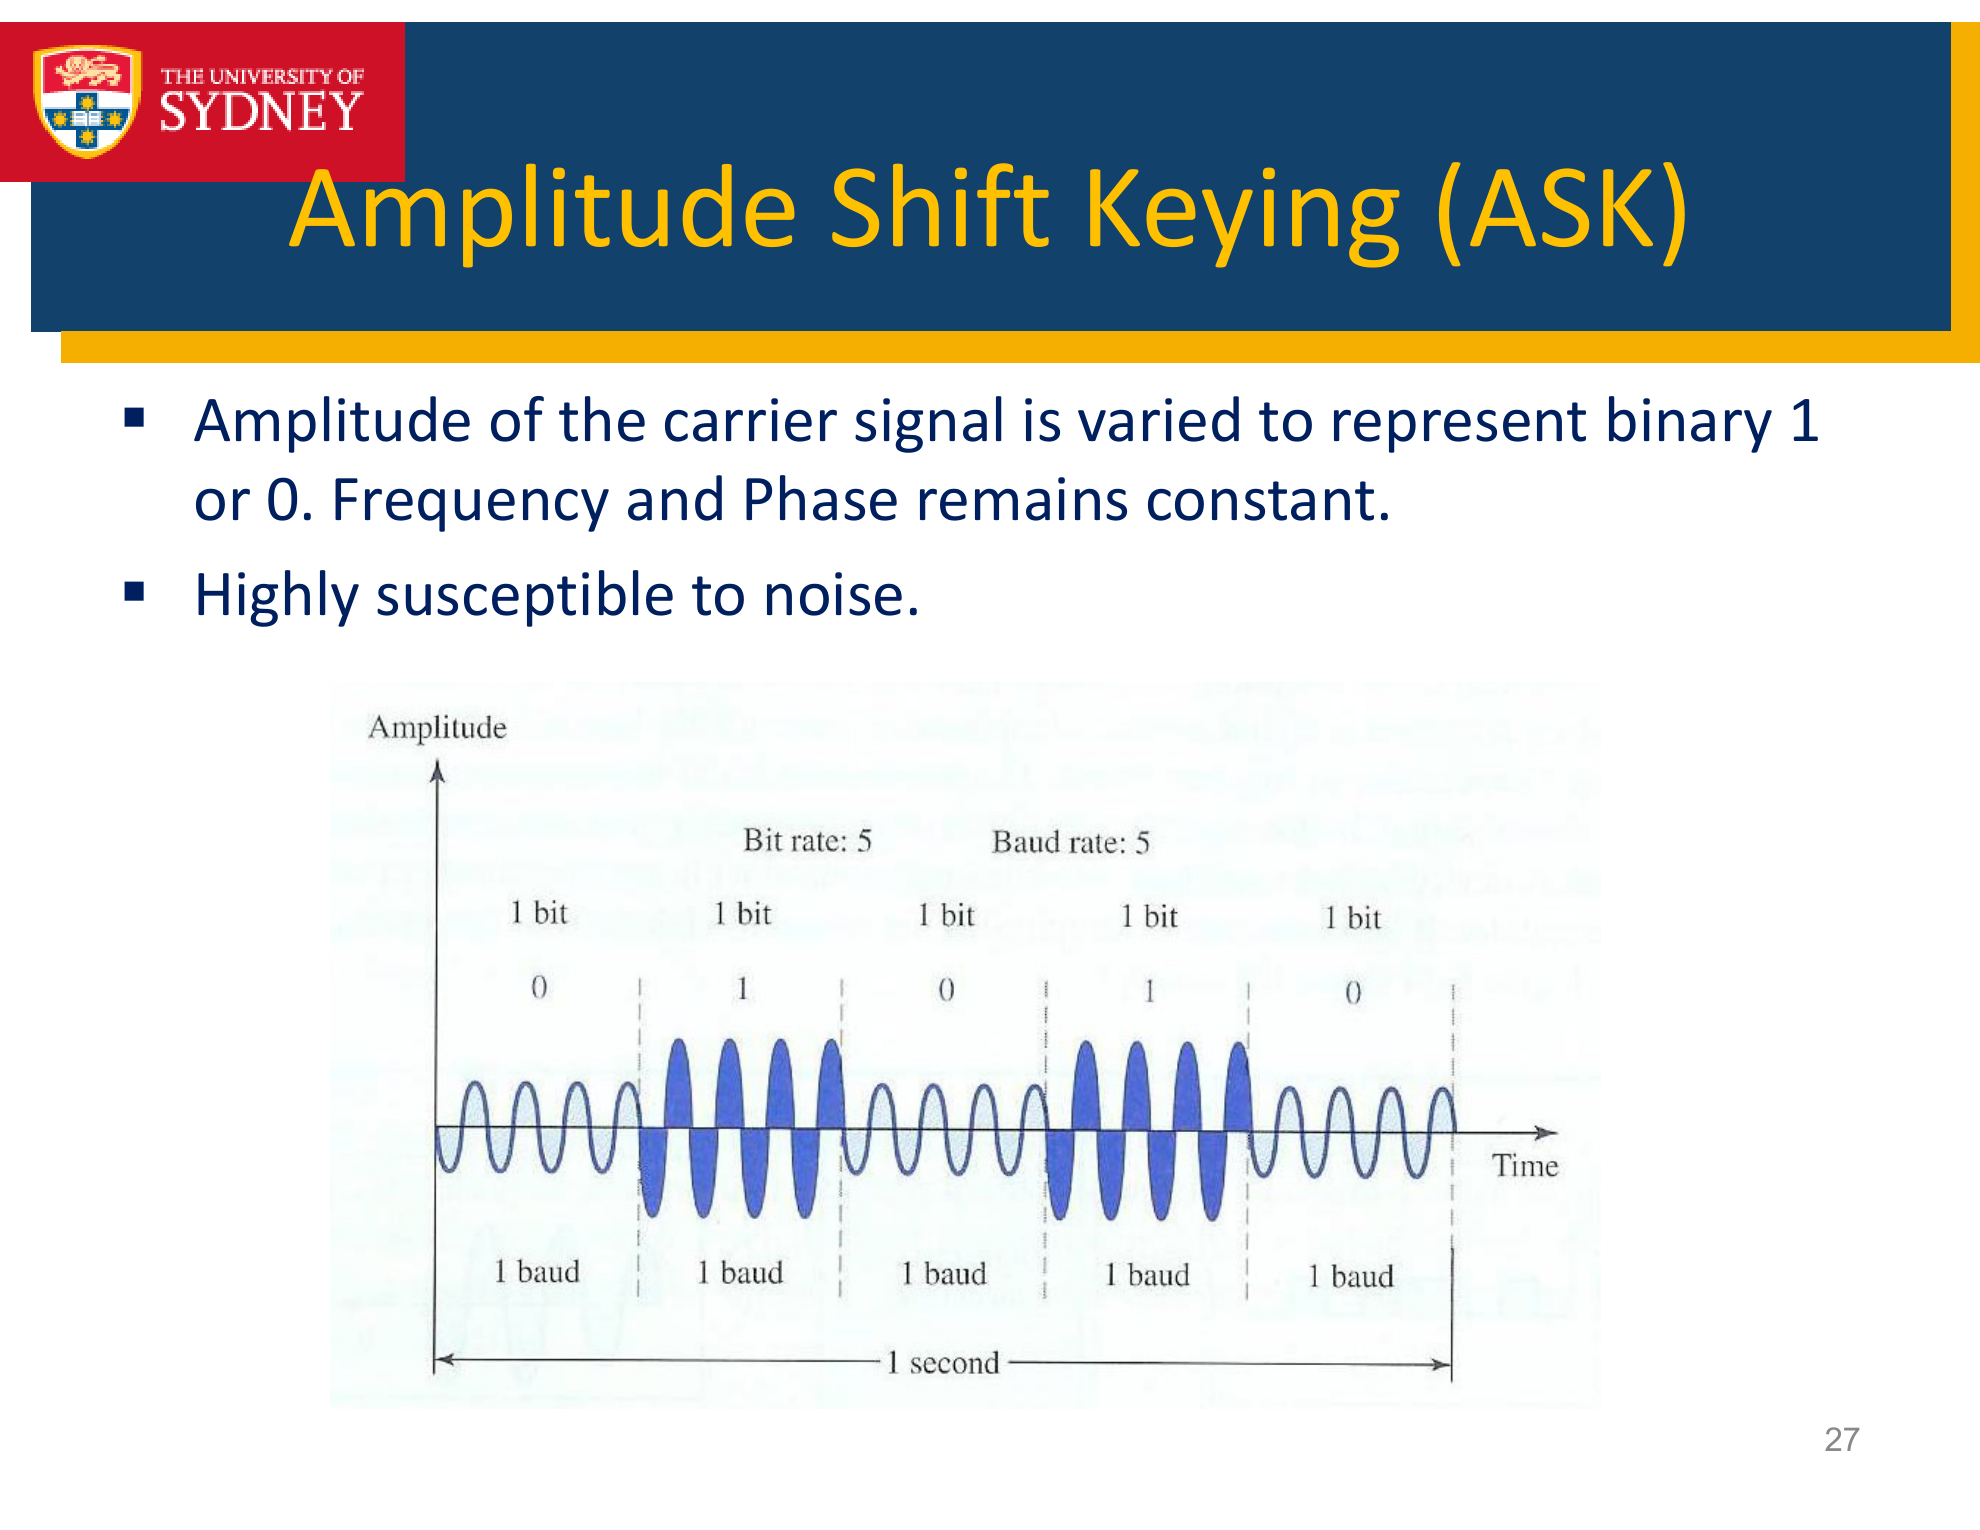 THE UNIVERSITY OF
SYDNEY
Amplitude Shift Keying (ASK)
▪ Amplitude of the carrier signal is varied to represent binary 1
or 0. Frequency and Phase remains constant.
▪ Highly susceptible to noise.
Amplitude
Bit rate: 5 Baud rate: 5
1 bit 1 bit 1 bit 1 bit 1 bit
0 1 0 1 0
Time
1 baud 1 baud 1 baud 1 baud 1 baud
1 second
27